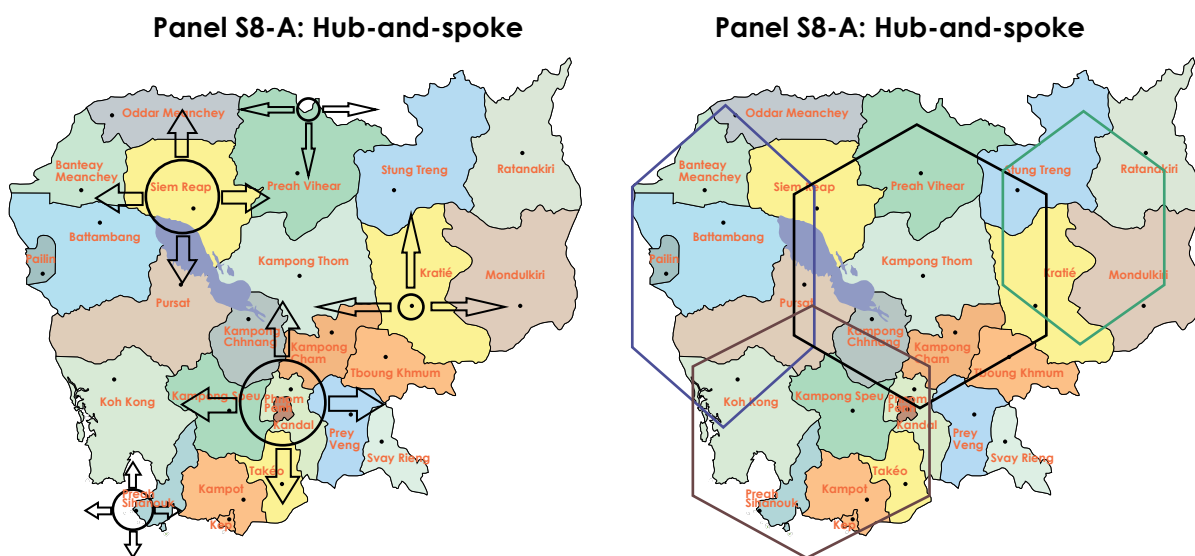 Panel S8-A: Hub-and-spoke
Oddar Meanchey
Banteay
Meanchey
Siem Reap
Preah Vihear
Stung Treng
Ratanakiri
Battambang
Pailin
Kampong Thom
Kratié
Mondulkiri
Pursat
Kampong
Chhnang
Kampong
Cham
Tboung Khmum
Koh Kong
Kampong Speu
Phnom
Penh
Kandal
Prey
Veng
Svay Rieng
Takéo
Kampot
Preah
Sihanouk
Kep
Panel S8-A: Hub-and-spoke
Oddar Meanchey
Banteay
Meanchey
Siem Reap
Preah Vihear
Stung Treng
Ratanakiri
Battambang
Pailin
Kampong Thom
Kratié
Mondulkiri
Pursat
Kampong
Chhnang
Kampong
Cham
Tboung Khmum
Koh Kong
Kampong Speu
Phnom
Penh
Kandal
Prey
Veng
Svay Rieng
Takéo
Kampot
Preah
Sihanouk
Kep